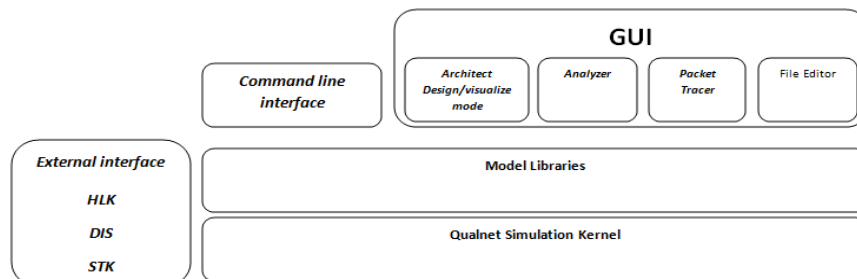 GUI
Command line
interface
Architect
Design/visualize
mode
Analyzer
Packet
Tracer
File Editor
External interface
HLK
DIS
STK
Model Libraries
Qualnet Simulation Kernel